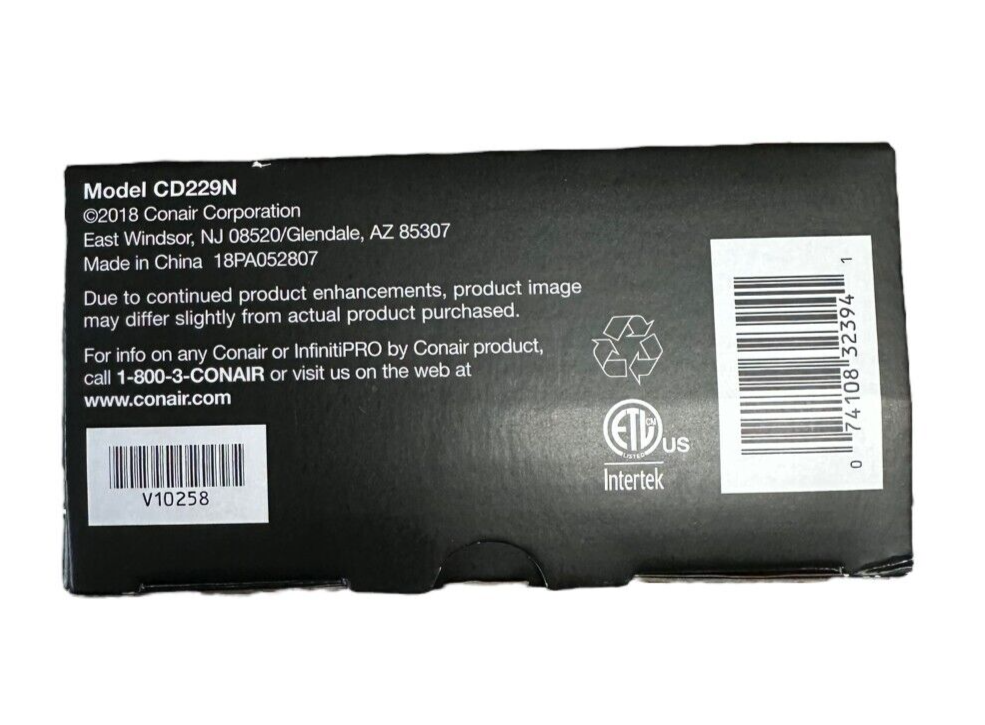 Model CD229N
©2018 Conair Corporation
East Windsor, NJ 08520/Glendale, AZ 85307
Made in China 18PA052807
Due to continued product enhancements, product image
may differ slightly from actual product purchased.
For info on any Conair or InfinitiPRO by Conair product,
call 1-800-3-CONAIR or visit us on the web at
www.conair.com
V10258
ETL CM
LISTED
US
Intertek
0 74108 32394 1